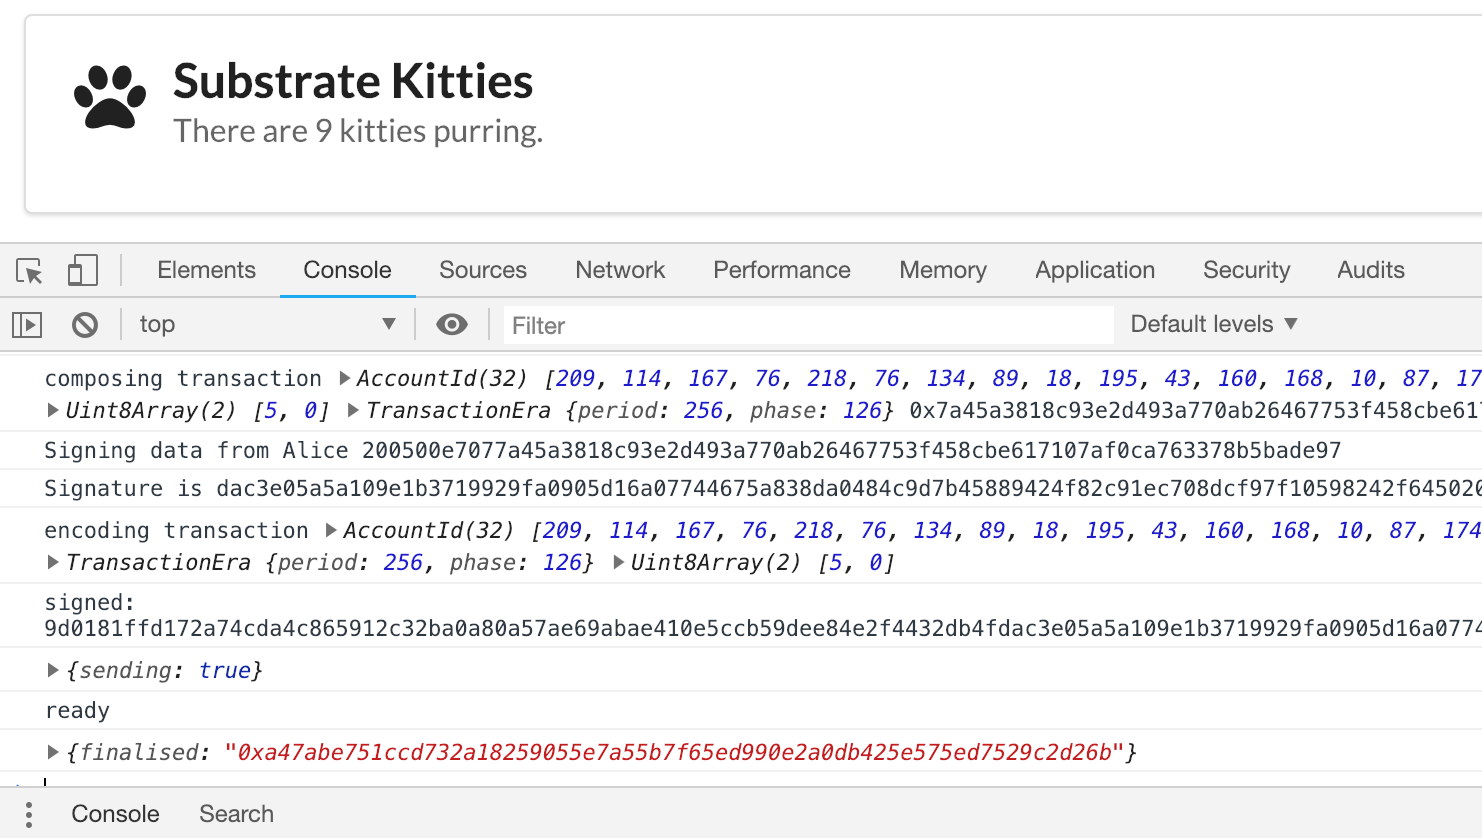 Substrate Kitties
There are 9 kitties purring.
Elements Console Sources Network Performance Memory Application Security Audits
top Filter Default levels
composing transaction AccountId(32) [209, 114, 167, 76, 218, 76, 134, 89, 18, 195, 43, 160, 168, 10, 87, 17
Uint8Array(2) [5, 0] TransactionEra {period: 256, phase: 126} 0x7a45a3818c93e2d493a770ab26467753f458cbe617
Signing data from Alice 200500e7077a45a3818c93e2d493a770ab26467753f458cbe617107af0ca763378b5bade97
Signature is dac3e05a5a109e1b3719929fa0905d16a07744675a838da0484c9d7b45889424f82c91ec708dcf97f10598242f645020
encoding transaction AccountId(32) [209, 114, 167, 76, 218, 76, 134, 89, 18, 195, 43, 160, 168, 10, 87, 174
TransactionEra {period: 256, phase: 126} Uint8Array(2) [5, 0]
signed:
9d0181ffd172a74cda4c865912c32ba0a80a57ae69abae410e5ccb59dee84e2f4432db4fdac3e05a5a109e1b3719929fa0905d16a0774
{sending: true}
ready
{finalised: "0xa47abe751ccd732a18259055e7a55b7f65ed990e2a0db425e575ed7529c2d26b"}
Console Search